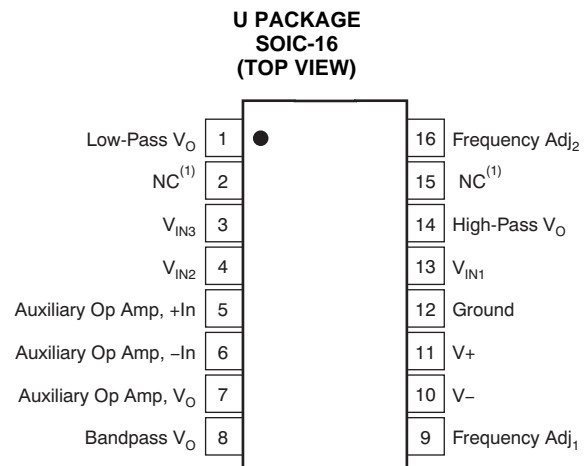 U PACKAGE
SOIC-16
(TOP VIEW)
Low-Pass VO 1 16 Frequency Adj2
NC(1) 2 15 NC(1)
VIN3 3 14 High-Pass VO
VIN2 4 13 VIN1
Auxiliary Op Amp, +In 5 12 Ground
Auxiliary Op Amp, −In 6 11 V+
Auxiliary Op Amp, VO 7 10 V−
Bandpass VO 8 9 Frequency Adj1